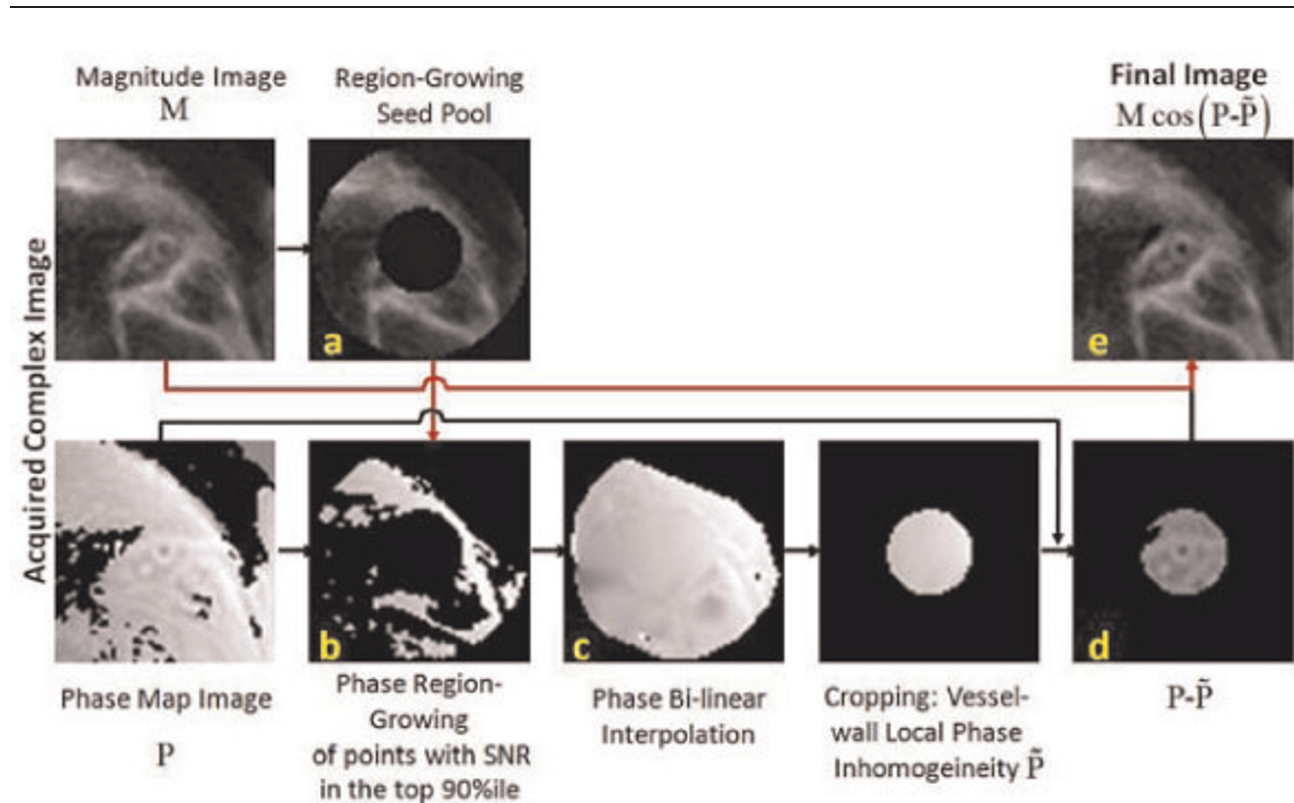 Magnitude Image
M
Region-Growing
Seed Pool
Final Image
M cos(P-P̃)
Acquired Complex Image
a
e
b
c
d
Phase Map Image
P
Phase Region-
Growing
of points with SNR
in the top 90%ile
Phase Bi-linear
Interpolation
Cropping: Vessel-
wall Local Phase
Inhomogeineity P̃
P-P̃